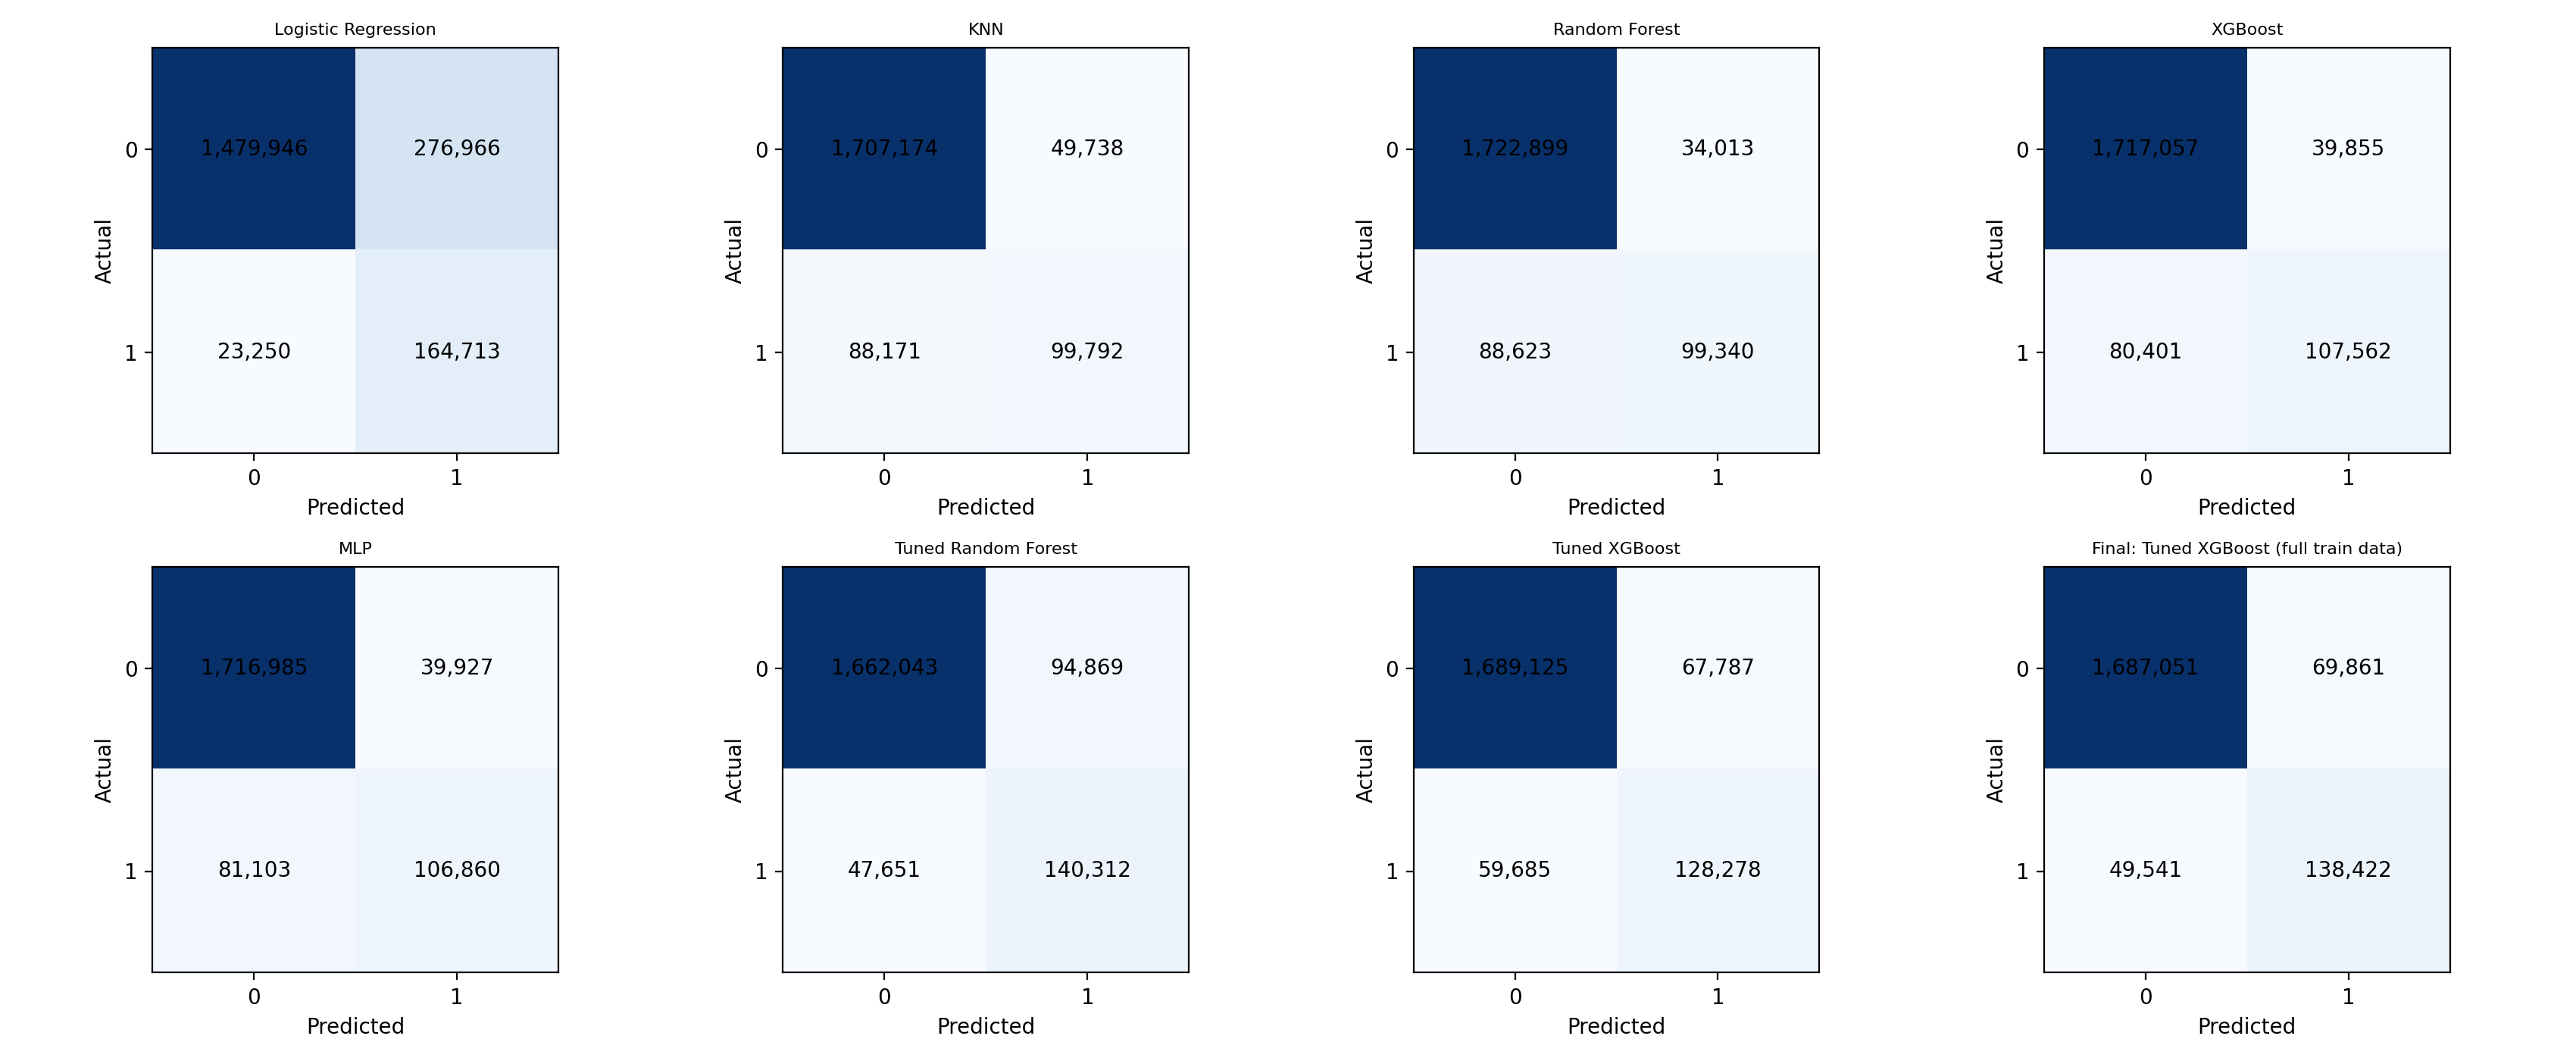 Logistic Regression
0
1,479,946
276,966
Actual
1
23,250
164,713
0
1
Predicted
KNN
0
1,707,174
49,738
Actual
1
88,171
99,792
0
1
Predicted
Random Forest
0
1,722,899
34,013
Actual
1
88,623
99,340
0
1
Predicted
XGBoost
0
1,717,057
39,855
Actual
1
80,401
107,562
0
1
Predicted
MLP
0
1,716,985
39,927
Actual
1
81,103
106,860
0
1
Predicted
Tuned Random Forest
0
1,662,043
94,869
Actual
1
47,651
140,312
0
1
Predicted
Tuned XGBoost
0
1,689,125
67,787
Actual
1
59,685
128,278
0
1
Predicted
Final: Tuned XGBoost (full train data)
0
1,687,051
69,861
Actual
1
49,541
138,422
0
1
Predicted